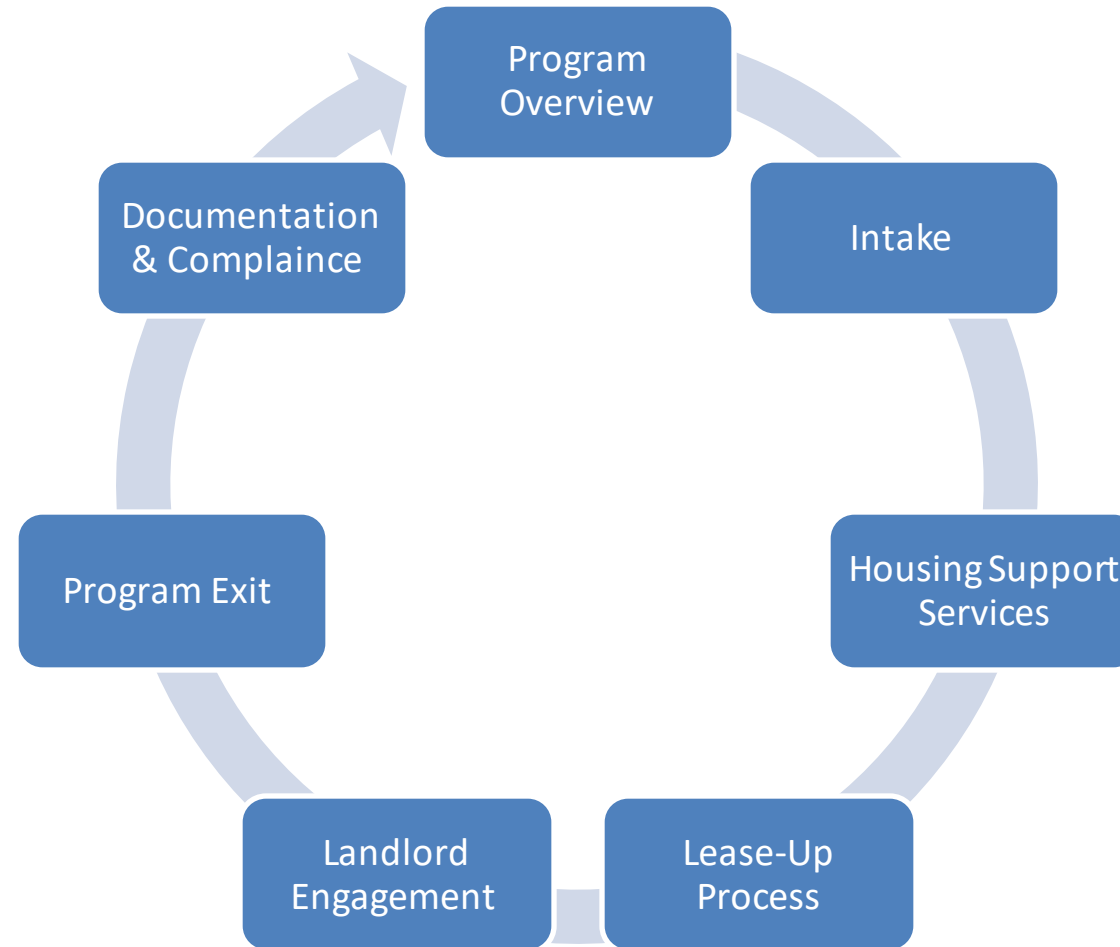 Program
Overview
Intake
Housing Support
Services
Lease-Up
Process
Landlord
Engagement
Program Exit
Documentation
& Complaince